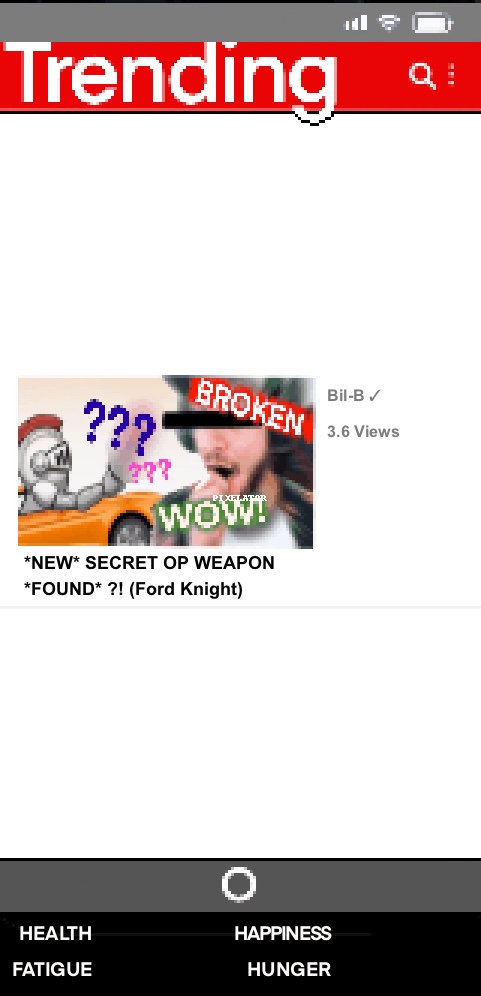 Trending
???
???
BROKEN
PIXELATOR
WOW!
Bil-B ✓
3.6 Views
*NEW* SECRET OP WEAPON
*FOUND* ?! (Ford Knight)
HEALTH
HAPPINESS
FATIGUE
HUNGER